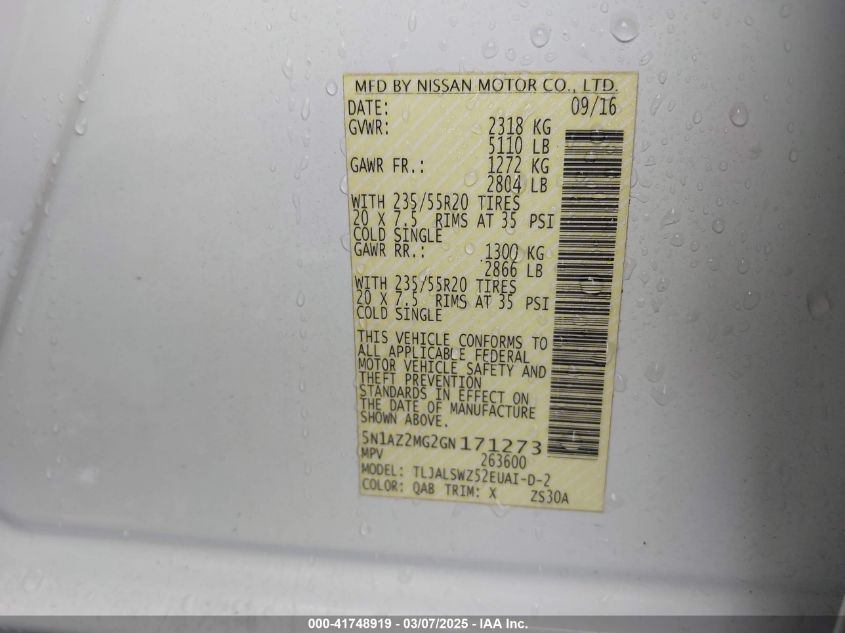 MFD BY NISSAN MOTOR CO., LTD.
DATE: 09/16
GVWR: 2318 KG
5110 LB
GAWR FR.: 1272 KG
2804 LB
WITH 235/55R20 TIRES
20 X 7.5 RIMS AT 35 PSI
COLD SINGLE
GAWR RR.: 1300 KG
2866 LB
WITH 235/55R20 TIRES
20 X 7.5 RIMS AT 35 PSI
COLD SINGLE
THIS VEHICLE CONFORMS TO
ALL APPLICABLE FEDERAL
MOTOR VEHICLE SAFETY AND
THEFT PREVENTION
STANDARDS IN EFFECT ON
THE DATE OF MANUFACTURE
SHOWN ABOVE.
5N1AZ2MG2GN171273
MPV 263600
MODEL: TLJALSWZ52EUAI-D-2
COLOR: QAB TRIM: X ZS30A
000-41748919 - 03/07/2025 - IAA Inc.